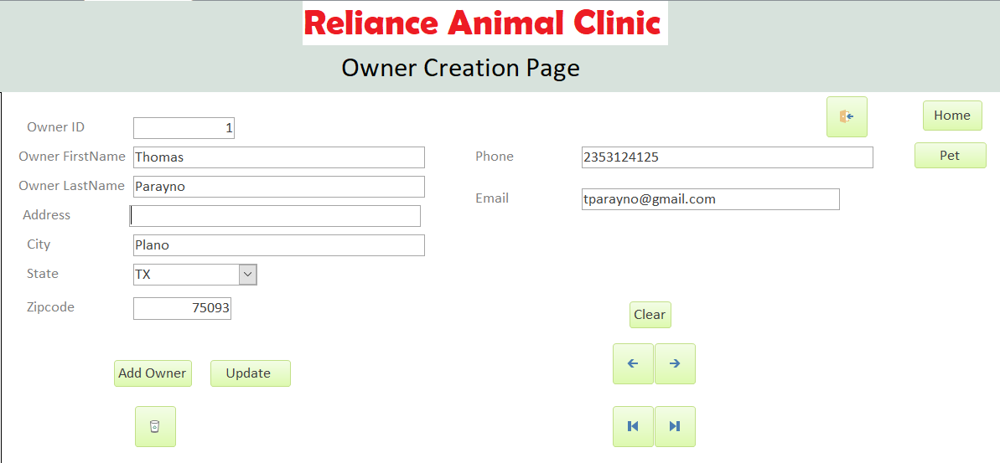 Reliance Animal Clinic
Owner Creation Page
Owner ID 1
Home
Owner FirstName Thomas
Phone 2353124125
Pet
Owner LastName Parayno
Email tparayno@gmail.com
Address
City Plano
State TX
Zipcode 75093
Clear
Add Owner Update